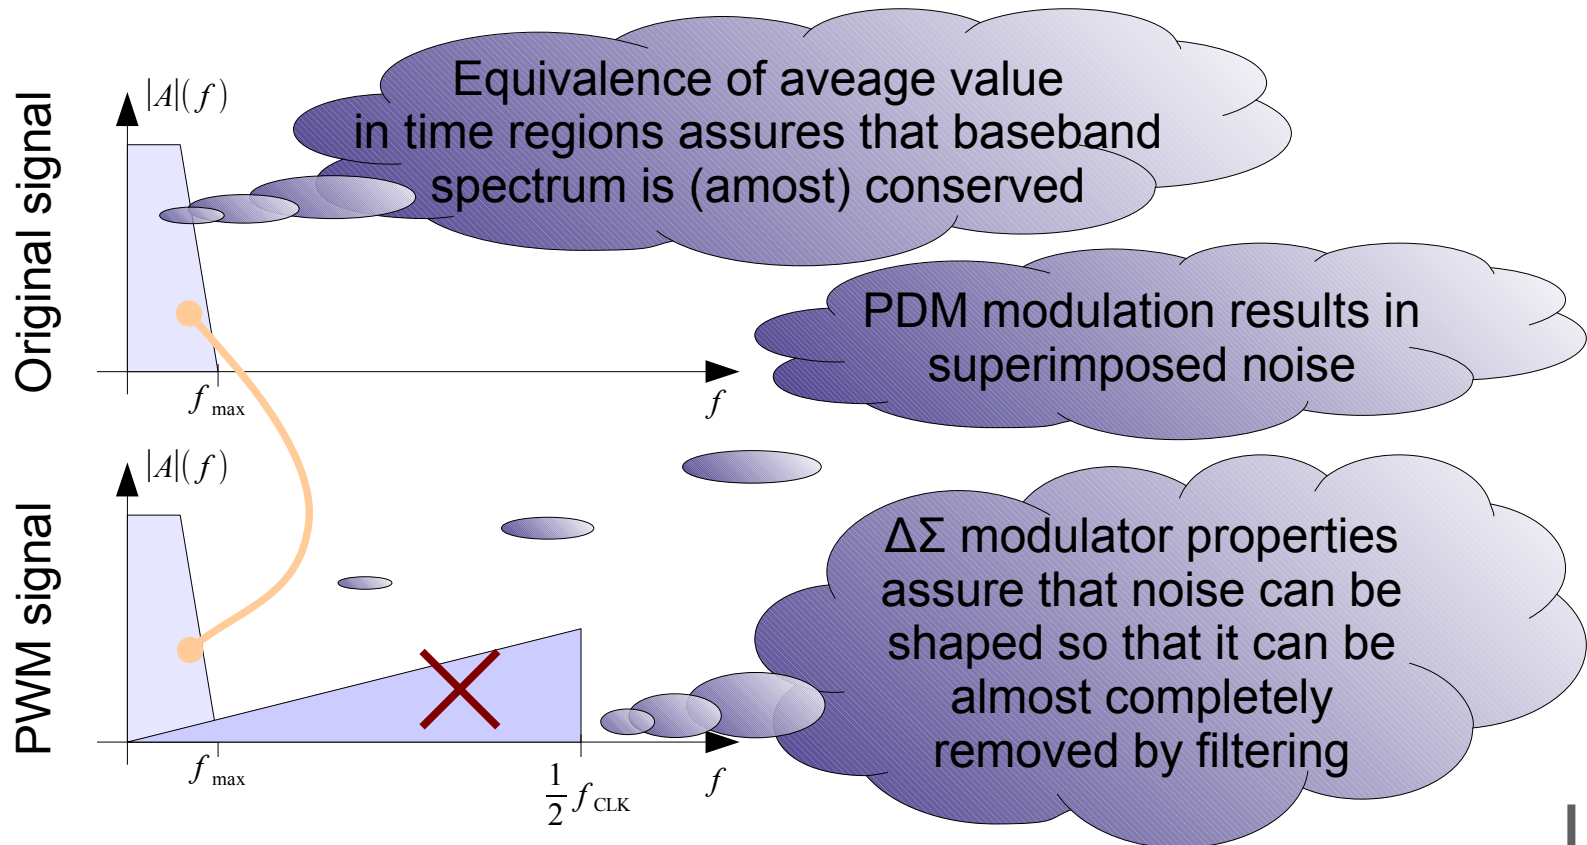 Original signal
|A|(f)
Equivalence of aveage value
in time regions assures that baseband
spectrum is (amost) conserved
PDM modulation results in
superimposed noise
f max
f
PWM signal
|A|(f)
ΔΣ modulator properties
assure that noise can be
shaped so that it can be
almost completely
removed by filtering
f max
1/2 f CLK
f